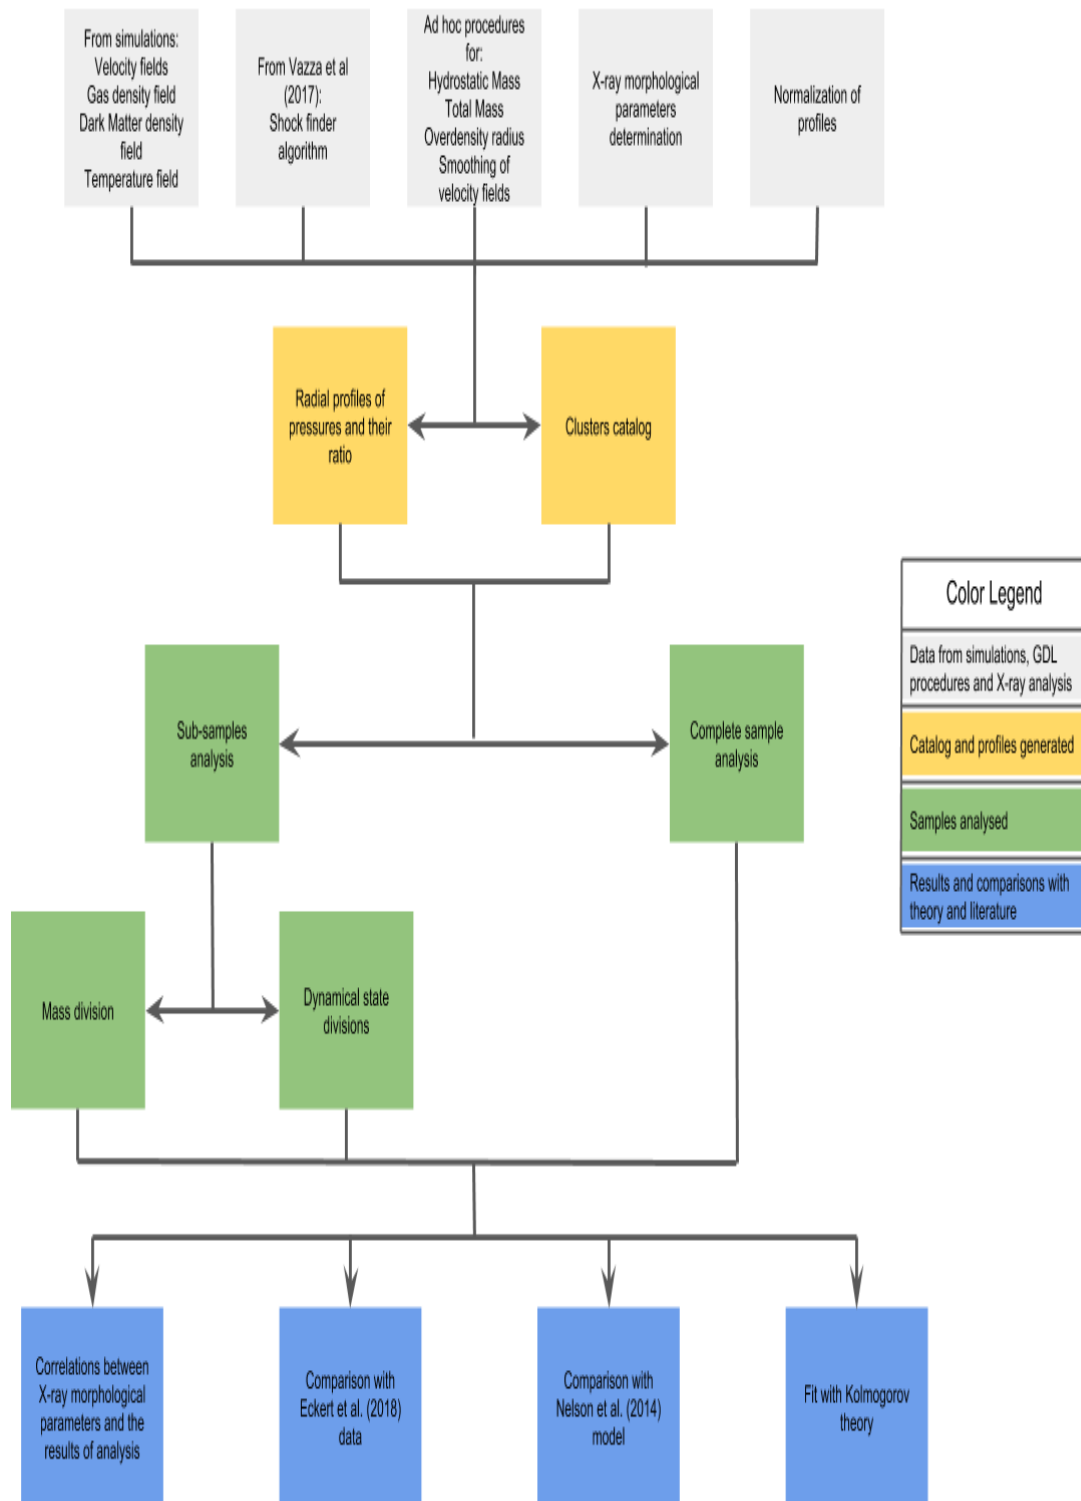 From simulations:
Velocity fields
Gas density field
Dark Matter density
field
Temperature field
From Vazza et al
(2017):
Shock finder
algorithm
Ad hoc procedures
for:
Hydrostatic Mass
Total Mass
Overdensity radius
Smoothing of
velocity fields
X-ray morphological
parameters
determination
Normalization of
profiles
Radial profiles of
pressures and their
ratio
Clusters catalog
Color Legend
Data from simulations, GDL
procedures and X-ray analysis
Catalog and profiles generated
Samples analysed
Results and comparisons with
theory and literature
Sub-samples
analysis
Complete sample
analysis
Mass division
Dynamical state
divisions
Correlations between
X-ray morphological
parameters and the
results of analysis
Comparison with
Eckert et al. (2018)
data
Comparison with
Nelson et al. (2014)
model
Fit with Kolmogorov
theory